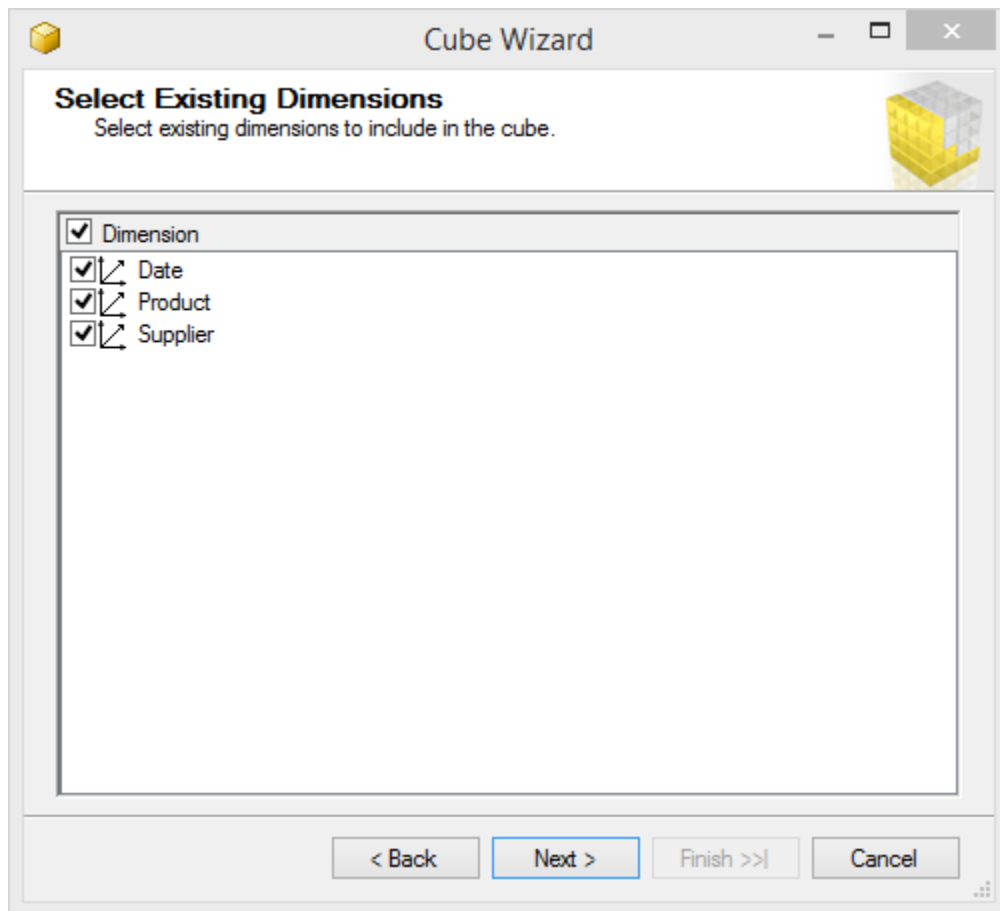 Cube Wizard
Select Existing Dimensions
Select existing dimensions to include in the cube.
Dimension
Date
Product
Supplier
< Back Next > Finish >>| Cancel